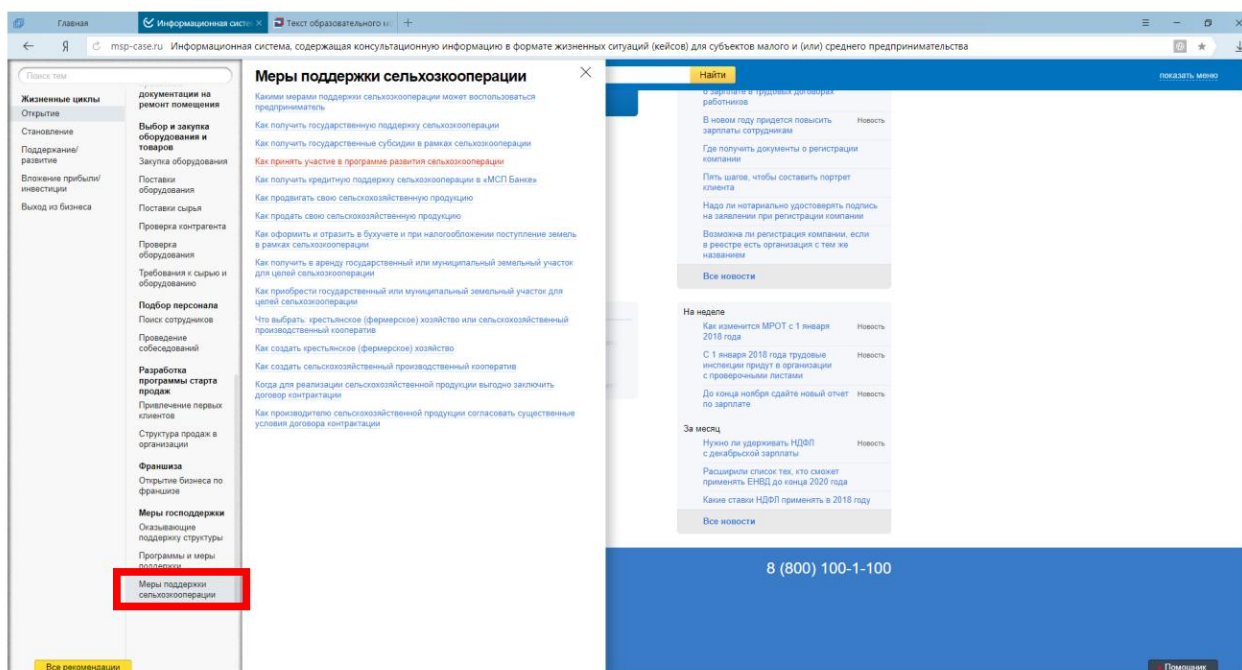 Главная
Информационная сист
Текст образовательного
Я
msp-case.ru Информационная система, содержащая консультационную информацию в формате жизненных ситуаций (кейсов) для субъектов малого и (или) среднего предпринимательства
Поиск тем
Жизненные циклы
Открытие
Становление
Поддержание/
развитие
Вложение прибыли/
инвестиции
Выход из бизнеса
Все рекомендации
документации на
ремонт помещения
Выбор и закупка
оборудования и
товаров
Закупка оборудования
Поставки
оборудования
Поставки сырья
Проверка контрагента
Проверка
оборудования
Требования к сырью и
оборудованию
Подбор персонала
Поиск сотрудников
Проведение
собеседований
Разработка
программы старта
продаж
Привлечение первых
клиентов
Структура продаж в
организации
Франшиза
Открытие бизнеса по
франшизе
Меры господдержки
Оказывающие
поддержку структуры
Программы и меры
поддержки
Меры поддержки
сельхозкооперации
Меры поддержки сельхозкооперации
Какими мерами поддержки сельхозкооперации может воспользоваться
предприниматель
Как получить государственную поддержку сельхозкооперации
Как получить государственные субсидии в рамках сельхозкооперации
Как принять участие в программе развития сельхозкооперации
Как получить кредитную поддержку сельхозкооперации в «МСП Банке»
Как продвигать свою сельскохозяйственную продукцию
Как продать свою сельскохозяйственную продукцию
Как оформить и отразить в бухучете и при налогообложении поступление земель
в рамках сельхозкооперации
Как получить в аренду государственный или муниципальный земельный участок
для целей сельхозкооперации
Как приобрести государственный или муниципальный земельный участок для
целей сельхозкооперации
Что выбрать: крестьянское (фермерское) хозяйство или сельскохозяйственный
производственный кооператив
Как создать крестьянское (фермерское) хозяйство
Как создать сельскохозяйственный производственный кооператив
Когда для реализации сельскохозяйственной продукции выгодно заключить
договор контрактации
Как производителю сельскохозяйственной продукции согласовать существенные
условия договора контрактации
Найти
показать меню
о зарплате в трудовых договорах
работников
В новом году придется повысить Новость
зарплаты сотрудникам
Где получить документы о регистрации
компании
Пять шагов, чтобы составить портрет
клиента
Надо ли нотариально удостоверять подпись
на заявлении при регистрации компании
Возможна ли регистрация компании, если
в реестре есть организация с тем же
названием
Все новости
На неделе
Как изменится МРОТ с 1 января Новость
2018 года
С 1 января 2018 года трудовые Новость
инспекции придут в организации
с проверочными листами
До конца ноября сдайте новый отчет Новость
по зарплате
За месяц
Нужно ли удерживать НДФЛ Новость
с декабрьской зарплаты
Расширили список тех, кто сможет
применять ЕНВД до конца 2020 года
Какие ставки НДФЛ применять в 2018 году
Все новости
8 (800) 100-1-100
Помощник